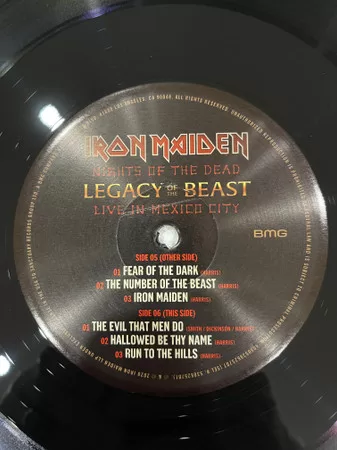 IRON MAIDEN
NIGHTS OF THE DEAD
LEGACY OF THE BEAST
LIVE IN MEXICO CITY
BMG
SIDE 05 (OTHER SIDE)
01 FEAR OF THE DARK (HARRIS)
02 THE NUMBER OF THE BEAST (HARRIS)
03 IRON MAIDEN (HARRIS)
SIDE 06 (THIS SIDE)
01 THE EVIL THAT MEN DO (SMITH / DICKINSON / HARRIS)
02 HALLOWED BE THY NAME (HARRIS)
03 RUN TO THE HILLS (HARRIS)